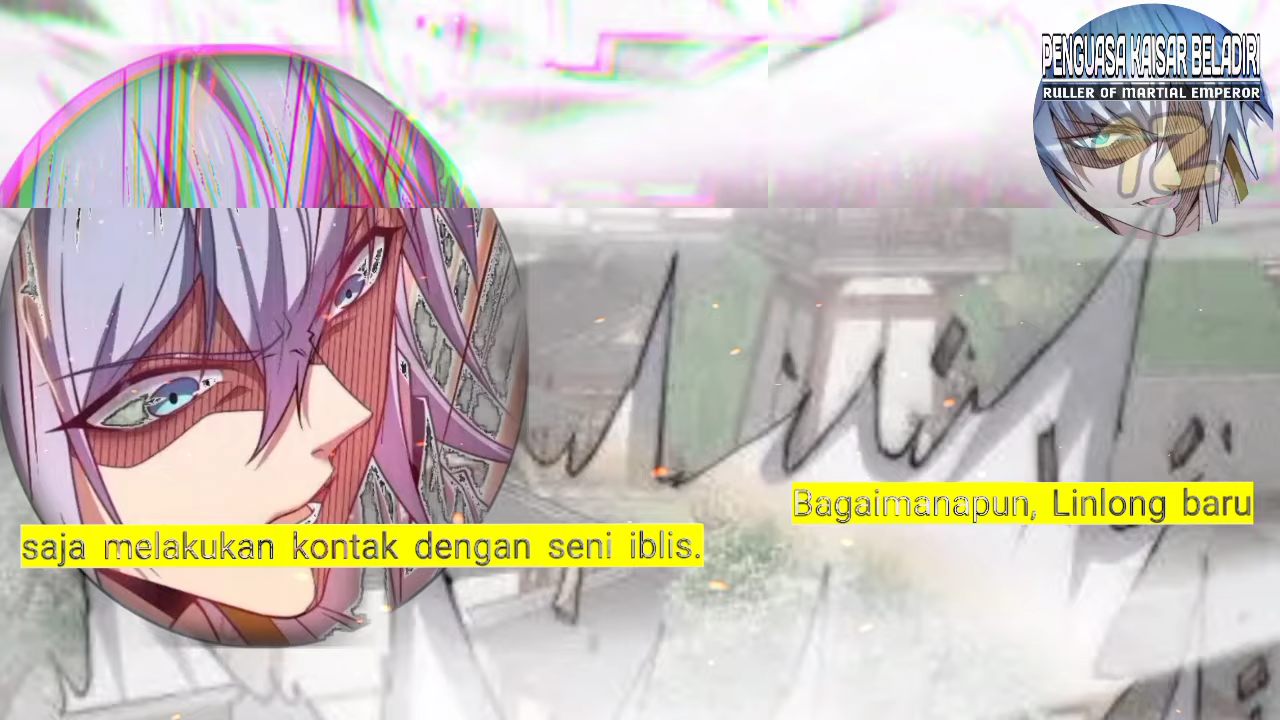 PENGUASA KAISAR BELADIRI
RULLER OF MARTIAL EMPEROR
Bagaimanapun, Linlong baru
saja melakukan kontak dengan seni iblis.